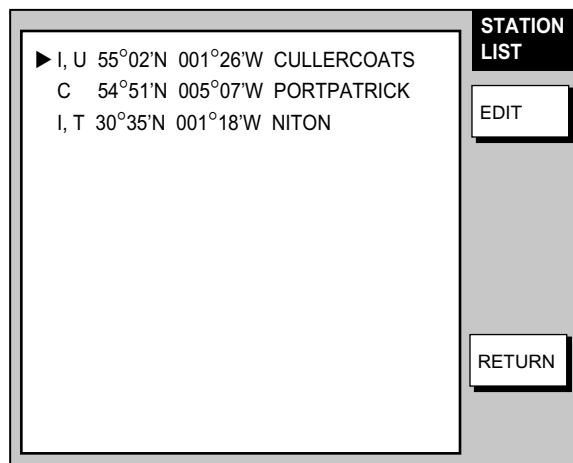 STATION
LIST
▶ I, U 55°02'N 001°26'W CULLERCOATS
C 54°51'N 005°07'W PORTPATRICK
I, T 30°35'N 001°18'W NITON
EDIT
RETURN